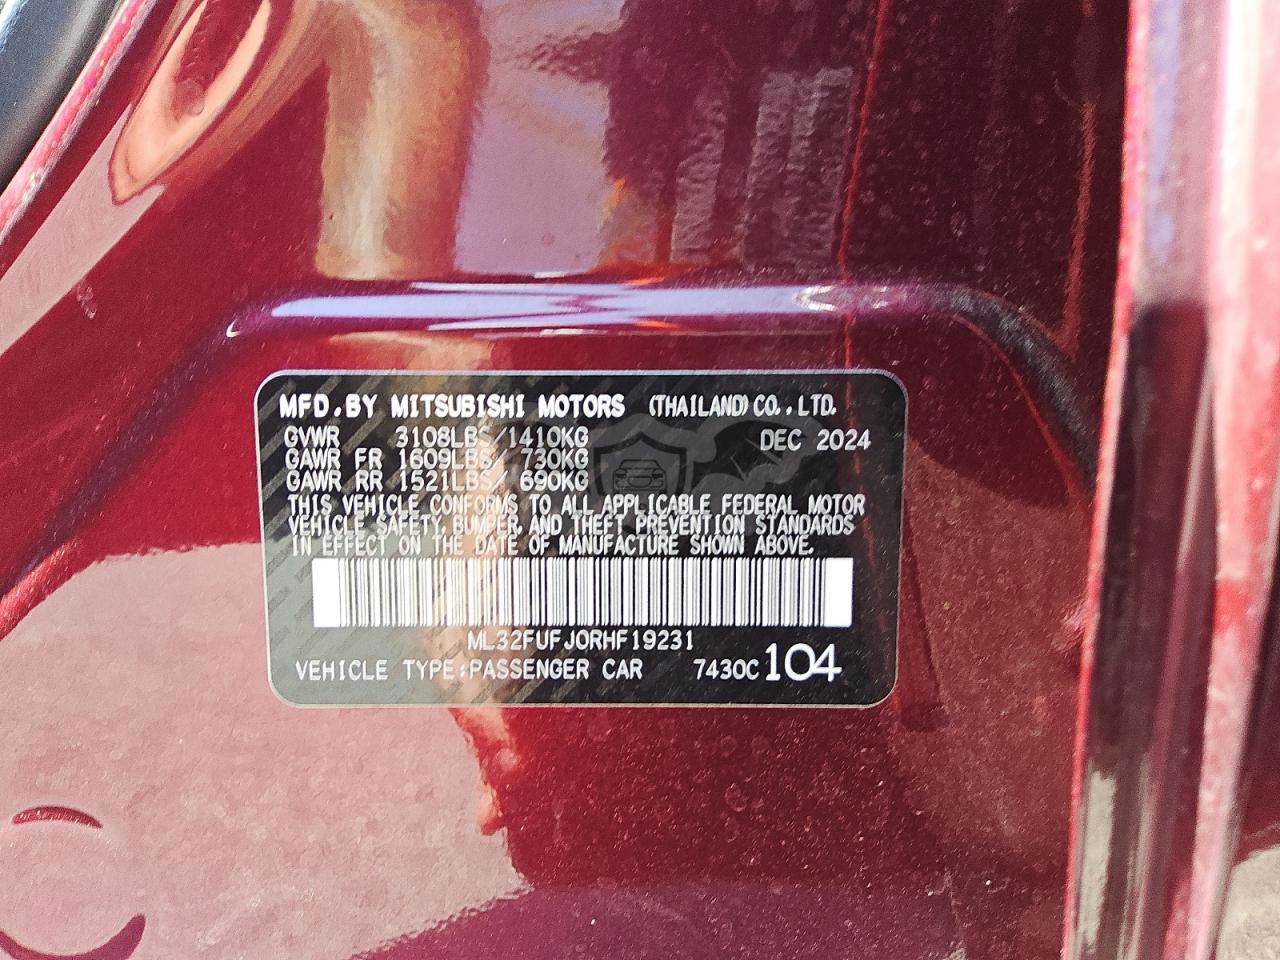 MFD.BY MITSUBISHI MOTORS (THAILAND) CO., LTD.
GVWR 3108LBS/1410KG DEC 2024
GAWR FR 1609LBS/ 730KG
GAWR RR 1521LBS/ 690KG
THIS VEHICLE CONFORMS TO ALL APPLICABLE FEDERAL MOTOR
VEHICLE SAFETY, BUMPER, AND THEFT PREVENTION STANDARDS
IN EFFECT ON THE DATE OF MANUFACTURE SHOWN ABOVE.
ML32FUFJ0RHF19231
VEHICLE TYPE:PASSENGER CAR 7430C 104